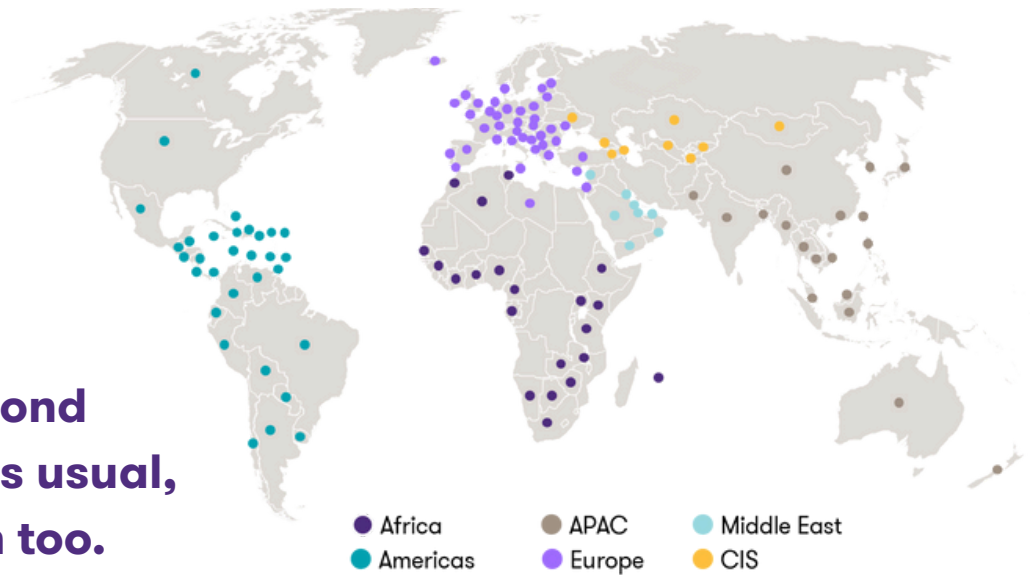 ond
s usual,
too.
Africa
APAC
Middle East
Americas
Europe
CIS